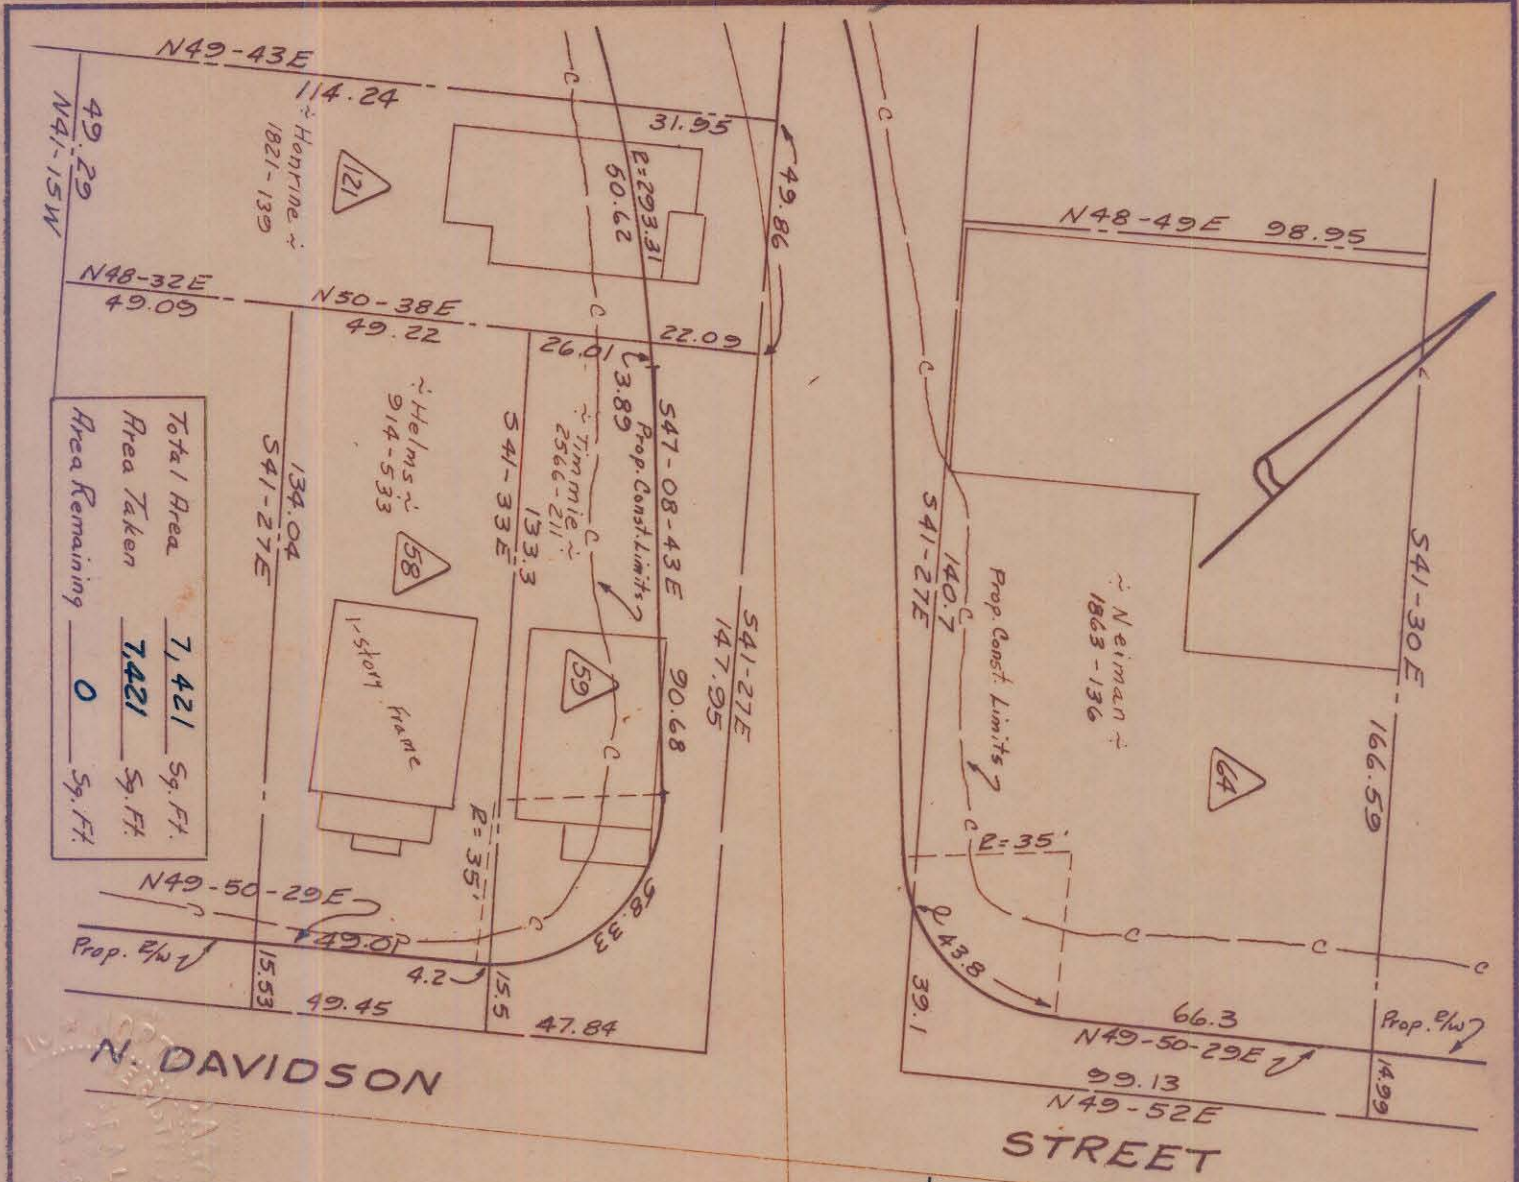 N49-43E
114.24
31.95
49.29
N41-15W
÷ Honrine ÷
1821-139
121
R=293.31
50.62
49.86
N48-49E 98.95
N48-32E
49.09
N50-38E
49.22
26.01
22.09
3.89
÷ Helms ÷
914-533
58
÷ Timmie ÷
2566-211
Prop. Const. Limits
S47-08-43E
90.68
S41-33E
133.3
134.04
S41-27E
S41-27E
147.95
59
1-story frame
R=35'
Total Area 7,421 Sq. Ft.
Area Taken 7,421 Sq. Ft.
Area Remaining 0 Sq. Ft.
S41-27E
140.7
Prop. Const. Limits
÷ Neiman ÷
1863-136
64
S41-30E
166.59
R=35'
N49-50-29E
49.09
Prop. R/W
15.53
49.45
4.2
15.5
58.33
47.84
43.8
39.1
66.3
N49-50-29E
Prop. R/W
14.99
99.13
N49-52E
N. DAVIDSON
STREET
C
C
C
C
C
C
C
C
C
C
C
C
C
C